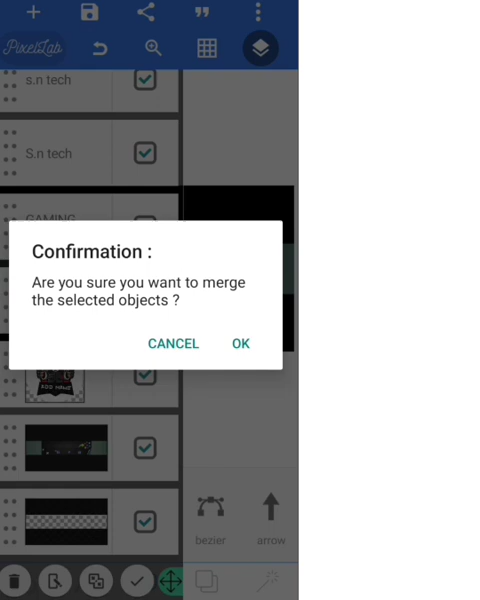 PixelLab
s.n tech
S.n tech
GAMING
Confirmation :
Are you sure you want to merge
the selected objects ?
CANCEL
OK
bezier
arrow